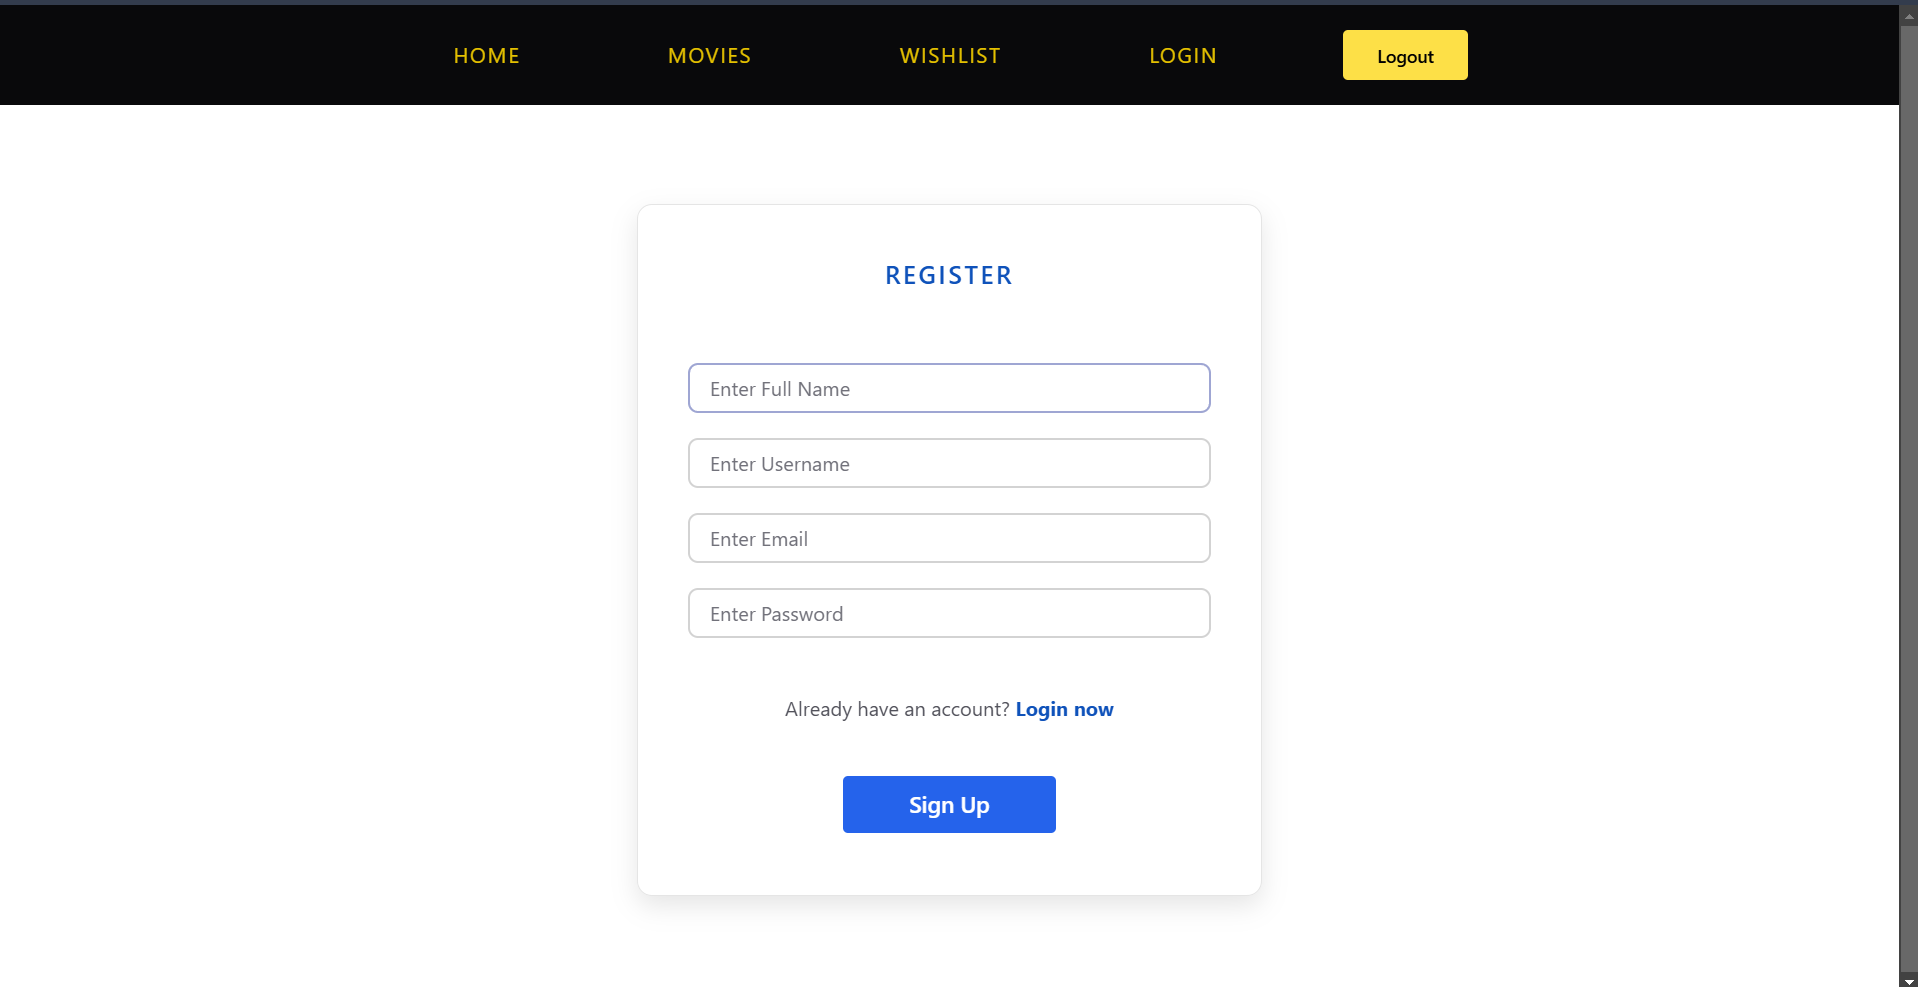 HOME MOVIES WISHLIST LOGIN Logout
REGISTER
Enter Full Name
Enter Username
Enter Email
Enter Password
Already have an account? Login now
Sign Up